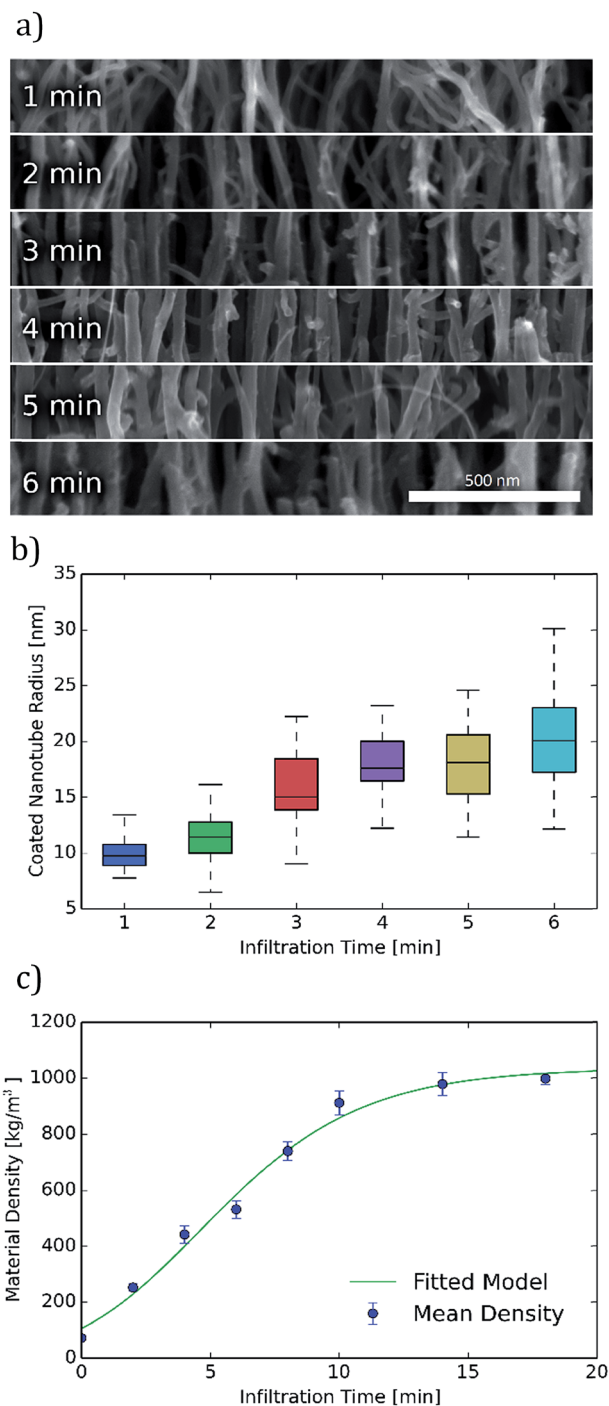 a)
1 min
2 min
3 min
4 min
5 min
6 min
500 nm
b)
35
30
25
20
15
10
5
Coated Nanotube Radius [nm]
1 2 3 4 5 6
Infiltration Time [min]
c)
1200
1000
800
600
400
200
0
Material Density [kg/m³]
Fitted Model
Mean Density
0 5 10 15 20
Infiltration Time [min]